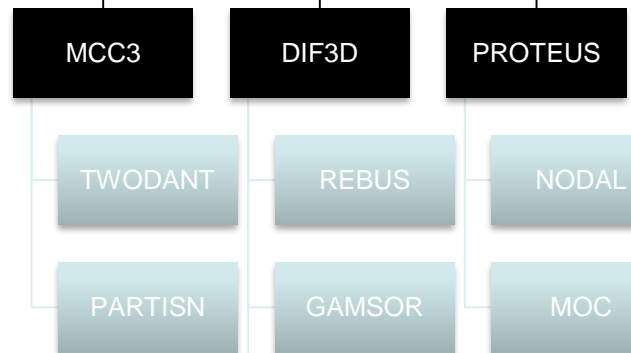 MCC3
DIF3D
PROTEUS
TWODANT
REBUS
NODAL
PARTISN
GAMSOR
MOC